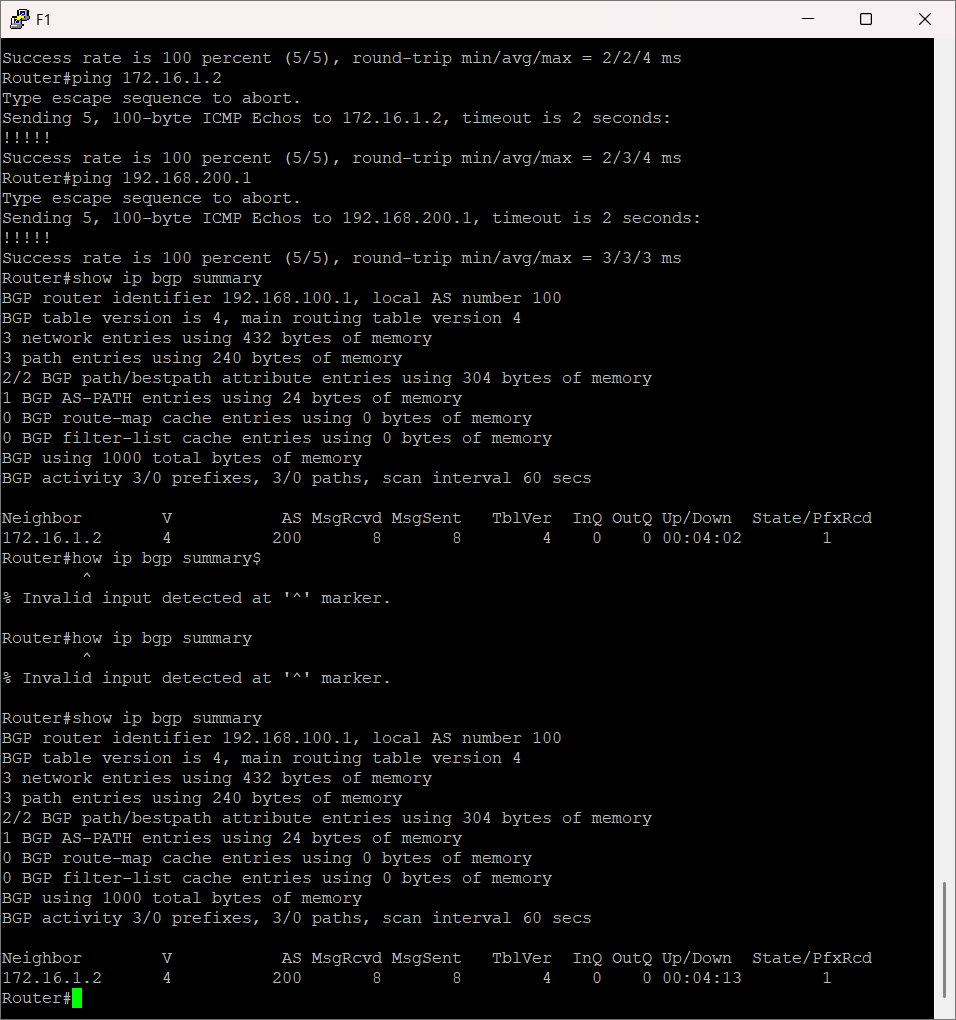 F1
Success rate is 100 percent (5/5), round-trip min/avg/max = 2/2/4 ms
Router#ping 172.16.1.2
Type escape sequence to abort.
Sending 5, 100-byte ICMP Echos to 172.16.1.2, timeout is 2 seconds:
!!!!!
Success rate is 100 percent (5/5), round-trip min/avg/max = 2/3/4 ms
Router#ping 192.168.200.1
Type escape sequence to abort.
Sending 5, 100-byte ICMP Echos to 192.168.200.1, timeout is 2 seconds:
!!!!!
Success rate is 100 percent (5/5), round-trip min/avg/max = 3/3/3 ms
Router#show ip bgp summary
BGP router identifier 192.168.100.1, local AS number 100
BGP table version is 4, main routing table version 4
3 network entries using 432 bytes of memory
3 path entries using 240 bytes of memory
2/2 BGP path/bestpath attribute entries using 304 bytes of memory
1 BGP AS-PATH entries using 24 bytes of memory
0 BGP route-map cache entries using 0 bytes of memory
0 BGP filter-list cache entries using 0 bytes of memory
BGP using 1000 total bytes of memory
BGP activity 3/0 prefixes, 3/0 paths, scan interval 60 secs

Neighbor        V           AS MsgRcvd MsgSent   TblVer  InQ OutQ Up/Down  State/PfxRcd
172.16.1.2      4          200       8       8        4    0    0 00:04:02        1
Router#how ip bgp summary$
        ^
% Invalid input detected at '^' marker.

Router#how ip bgp summary
        ^
% Invalid input detected at '^' marker.

Router#show ip bgp summary
BGP router identifier 192.168.100.1, local AS number 100
BGP table version is 4, main routing table version 4
3 network entries using 432 bytes of memory
3 path entries using 240 bytes of memory
2/2 BGP path/bestpath attribute entries using 304 bytes of memory
1 BGP AS-PATH entries using 24 bytes of memory
0 BGP route-map cache entries using 0 bytes of memory
0 BGP filter-list cache entries using 0 bytes of memory
BGP using 1000 total bytes of memory
BGP activity 3/0 prefixes, 3/0 paths, scan interval 60 secs

Neighbor        V           AS MsgRcvd MsgSent   TblVer  InQ OutQ Up/Down  State/PfxRcd
172.16.1.2      4          200       8       8        4    0    0 00:04:13        1
Router#